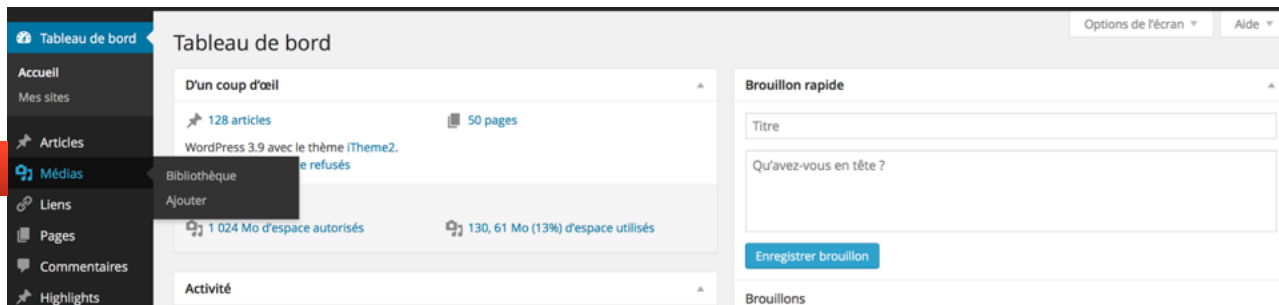 Options de l'écran
Aide
Tableau de bord
Accueil
Mes sites
Articles
Médias
Bibliothèque
Ajouter
Liens
Pages
Commentaires
Highlights
Tableau de bord
D'un coup d'œil
128 articles
50 pages
WordPress 3.9 avec le thème iTheme2.
refusés
1 024 Mo d'espace autorisés
130, 61 Mo (13%) d'espace utilisés
Activité
Brouillon rapide
Titre
Qu'avez-vous en tête ?
Enregistrer brouillon
Brouillons